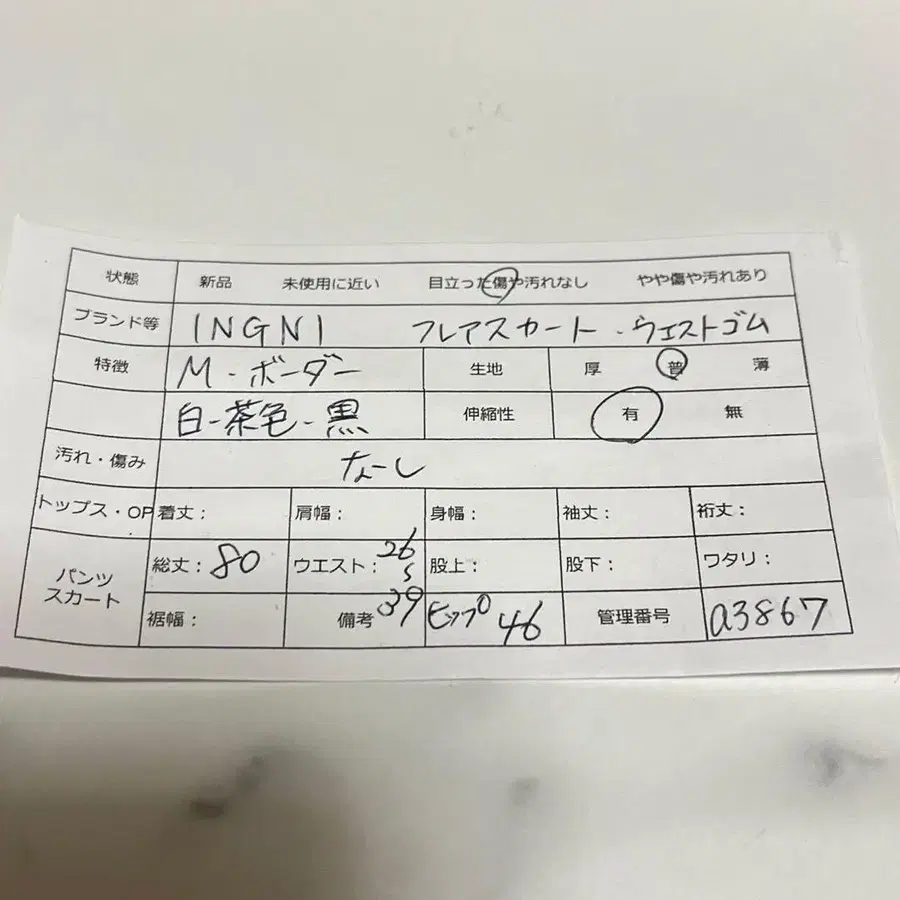 状態 新品 未使用に近い 目立った傷や汚れなし やや傷や汚れあり
ブランド等 INGNI フレアスカート・ウエストゴム
特徴 M・ボーダー 生地 厚 普 薄
白-茶色-黒 伸縮性 有 無
汚れ・傷み なーし
トップス・OP 着丈: 肩幅: 身幅: 袖丈: 裄丈:
パンツ スカート 総丈:80 ウエスト:26 s 39 股上: 股下: ワタリ:
裾幅: 備考 ヒップ 46 管理番号 a3867